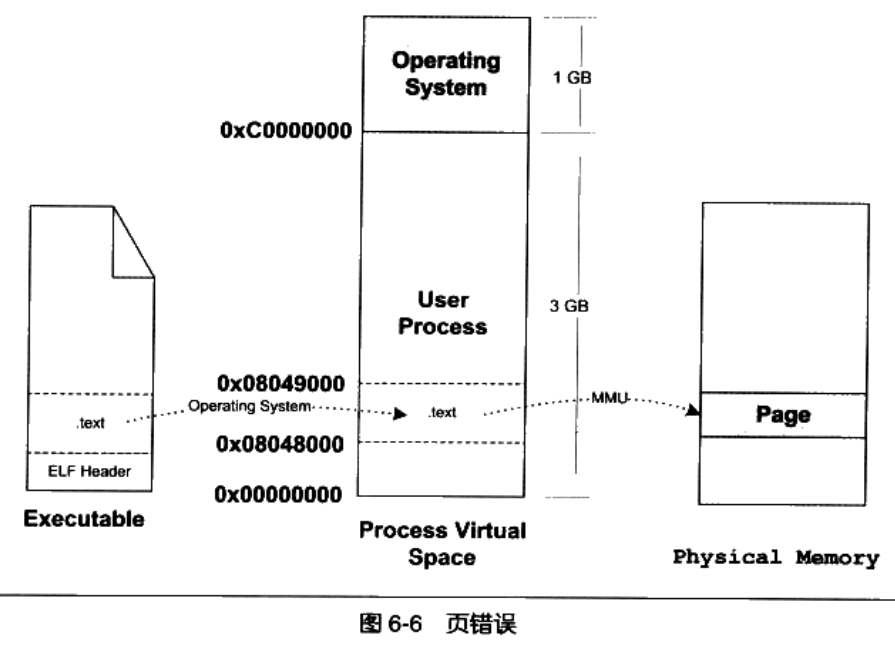 Operating
System
1 GB
0xC0000000
User
Process
3 GB
0x08049000
.text
Operating System
.text
MMU
Page
0x08048000
ELF Header
0x00000000
Executable
Process Virtual
Space
Physical Memory
图 6-6 页错误